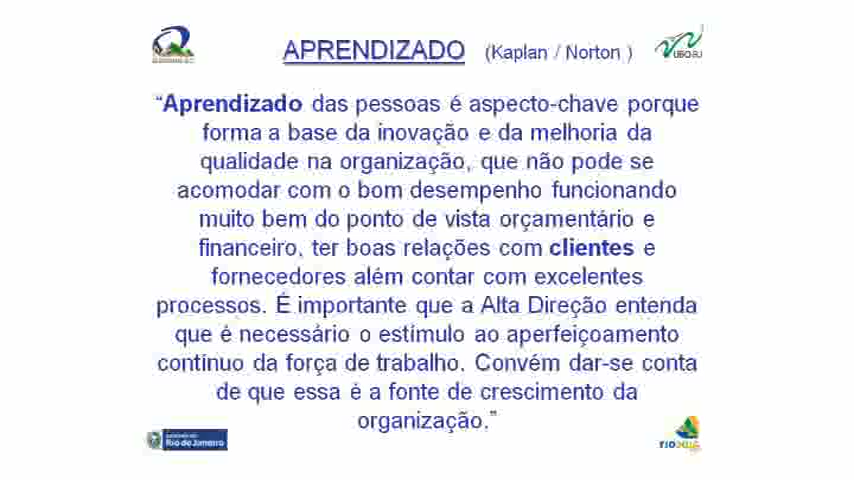 APRENDIZADO (Kaplan / Norton )
“Aprendizado das pessoas é aspecto-chave porque
forma a base da inovação e da melhoria da
qualidade na organização, que não pode se
acomodar com o bom desempenho funcionando
muito bem do ponto de vista orçamentário e
financeiro, ter boas relações com clientes e
fornecedores além contar com excelentes
processos. É importante que a Alta Direção entenda
que é necessário o estímulo ao aperfeiçoamento
contínuo da força de trabalho. Convém dar-se conta
de que essa é a fonte de crescimento da
organização.”
Rio de Janeiro